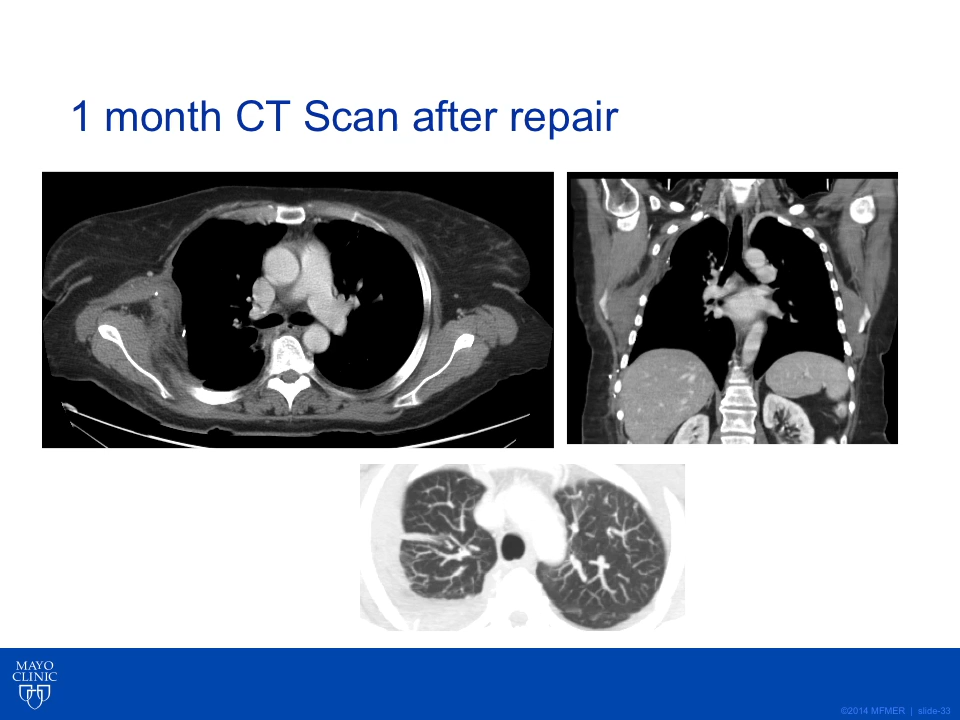 1 month CT Scan after repair
MAYO
CLINIC
©2014 MFMER | slide-33